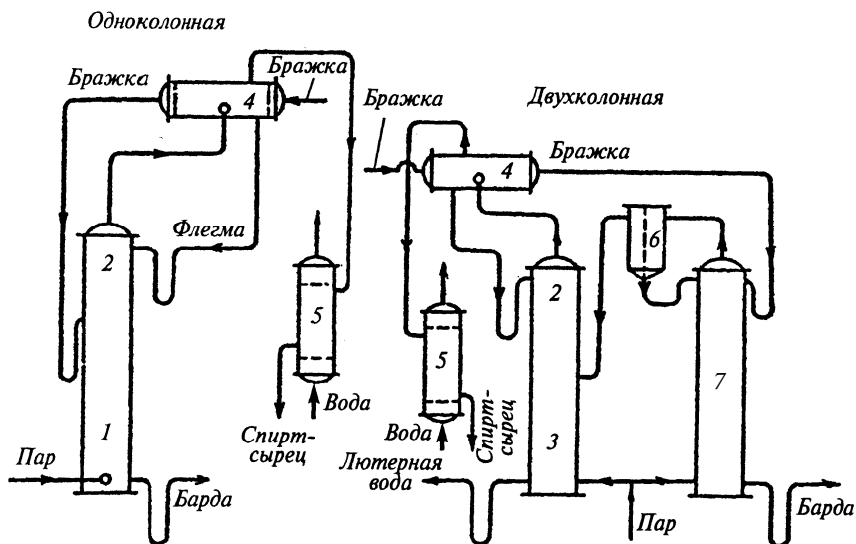 Одноколонная
Бражка
4
Бражка
Флегма
2
5
1
Вода
Спирт-
сырец
Пар
Барда
Двухколонная
Бражка
4
Бражка
6
2
5
7
3
Вода
Спирт-
сырец
Лютерная
вода
Пар
Барда